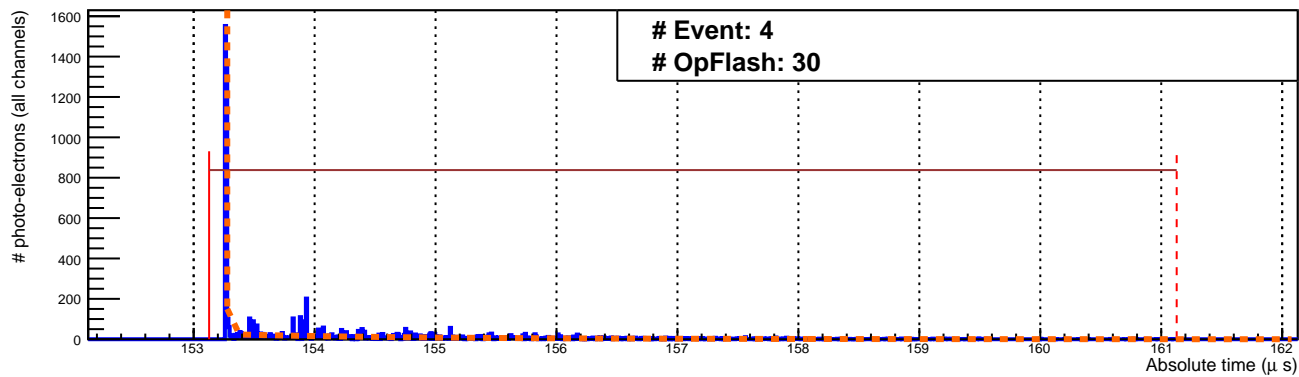 # Event: 4
# OpFlash: 30
# photo-electrons (all channels)
1600
1400
1200
1000
800
600
400
200
0
153 154 155 156 157 158 159 160 161 162
Absolute time (μ s)